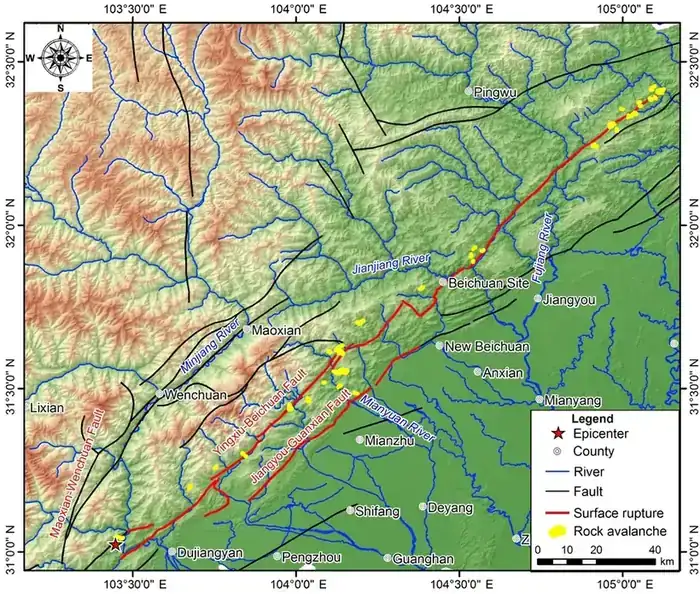 103°3'0" E
104°0'0" E
104°5'0" E
105°0'0" E
N
W
E
S
32°30'0" N
32°30'0" N
Pingwu
32°0'0" N
32°0'0" N
Jianjiang River
Fujiang River
Beichuan Site
Jiangyou
Minjiang River
Maoxian
New Beichuan
Anxian
31°30'0" N
31°30'0" N
Wenchuan
Yingxiu-Beichuan Fault
Lixian
Mianyang
Jiangyou-Guanxian Fault
Mianyuan River
Maoxian-Wenchuan Fault
Mianzhu
Legend
Epicenter
County
River
Fault
Surface rupture
Rock avalanche
0 10 20 40
km
Shifang
Deyang
Z
31°0'0" N
31°0'0" N
Dujiangyan
Pengzhou
Guanghan
103°3'0" E
104°0'0" E
104°5'0" E
105°0'0" E